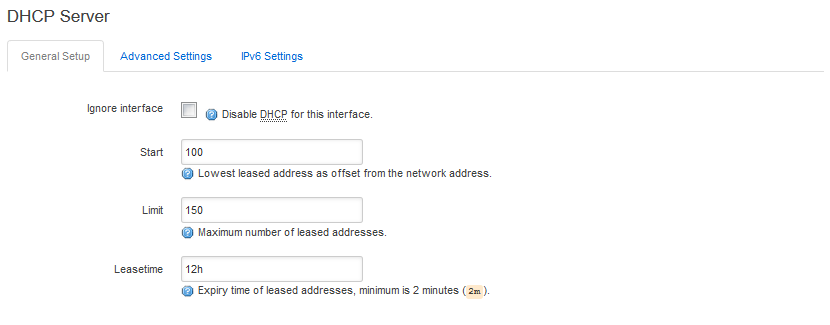 DHCP Server
General Setup Advanced Settings IPv6 Settings
Ignore interface Disable DHCP for this interface.
Start 100
Lowest leased address as offset from the network address.
Limit 150
Maximum number of leased addresses.
Leasetime 12h
Expiry time of leased addresses, minimum is 2 minutes (2m).